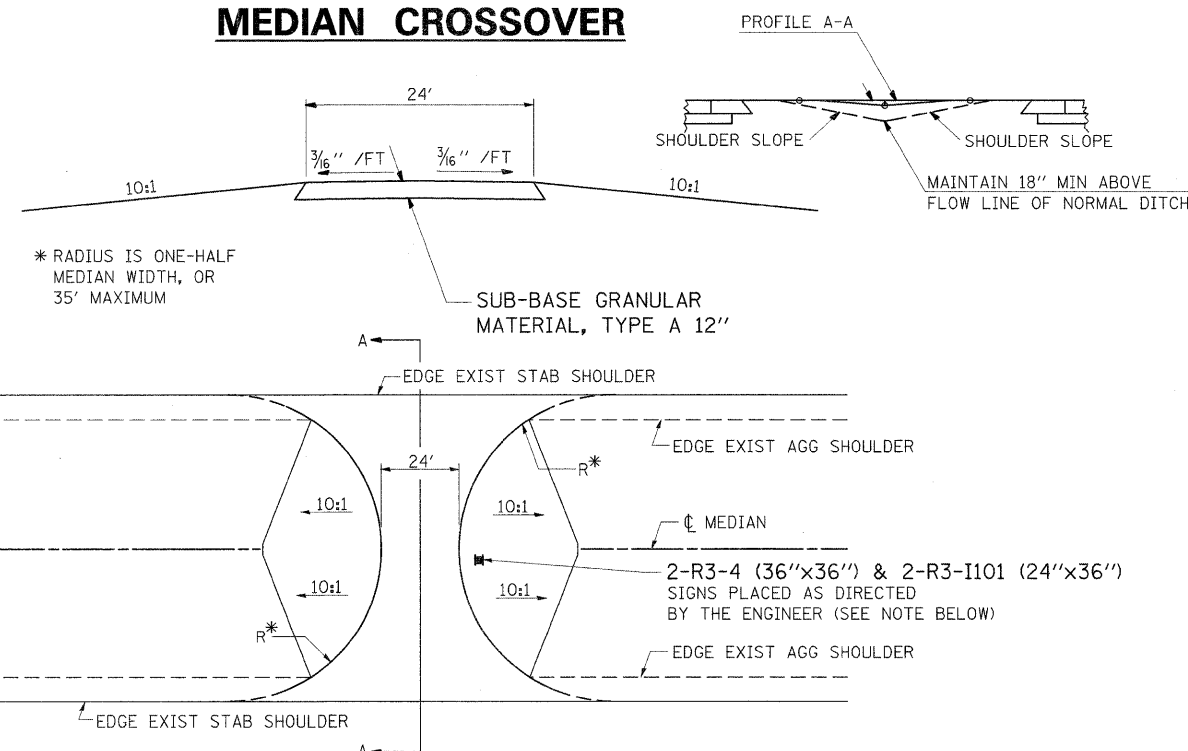 MEDIAN CROSSOVER
PROFILE A-A
24'
3/16" /FT
3/16" /FT
10:1
10:1
SHOULDER SLOPE
SHOULDER SLOPE
MAINTAIN 18" MIN ABOVE
FLOW LINE OF NORMAL DITCH
* RADIUS IS ONE-HALF
MEDIAN WIDTH, OR
35' MAXIMUM
SUB-BASE GRANULAR
MATERIAL, TYPE A 12"
A
EDGE EXIST STAB SHOULDER
EDGE EXIST AGG SHOULDER
24'
R*
10:1
10:1
℄ MEDIAN
2-R3-4 (36"x36") & 2-R3-I101 (24"x36")
SIGNS PLACED AS DIRECTED
BY THE ENGINEER (SEE NOTE BELOW)
10:1
10:1
R*
EDGE EXIST AGG SHOULDER
EDGE EXIST STAB SHOULDER
A